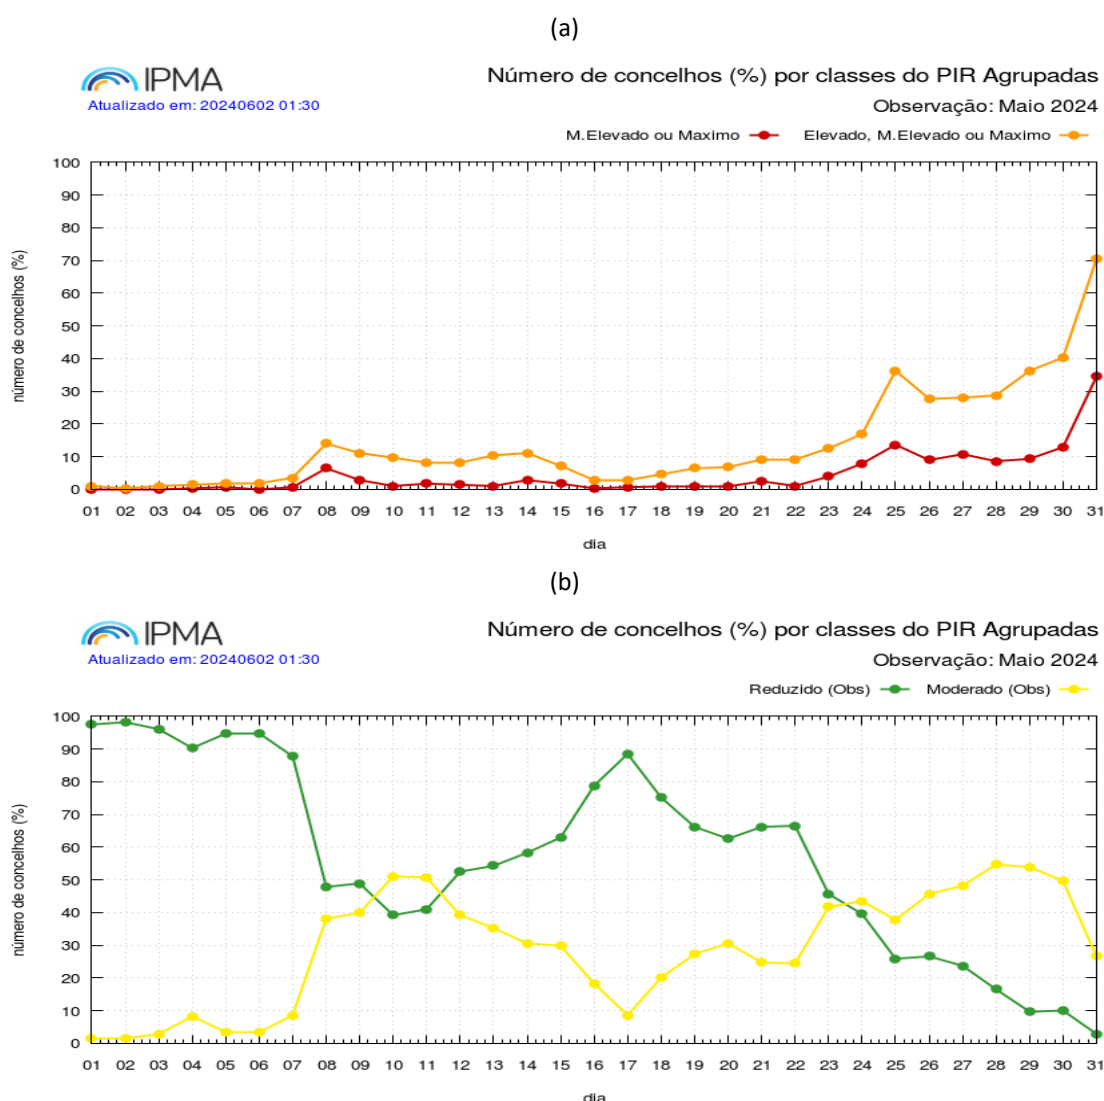 (a)
IPMA
Atualizado em: 20240602 01:30
Número de concelhos (%) por classes do PIR Agrupadas
Observação: Maio 2024
M.Elevado ou Maximo
Elevado, M.Elevado ou Maximo
número de concelhos (%)
100
90
80
70
60
50
40
30
20
10
0
01 02 03 04 05 06 07 08 09 10 11 12 13 14 15 16 17 18 19 20 21 22 23 24 25 26 27 28 29 30 31
dia
(b)
IPMA
Atualizado em: 20240602 01:30
Número de concelhos (%) por classes do PIR Agrupadas
Observação: Maio 2024
Reduzido (Obs)
Moderado (Obs)
número de concelhos (%)
100
90
80
70
60
50
40
30
20
10
0
01 02 03 04 05 06 07 08 09 10 11 12 13 14 15 16 17 18 19 20 21 22 23 24 25 26 27 28 29 30 31
dia